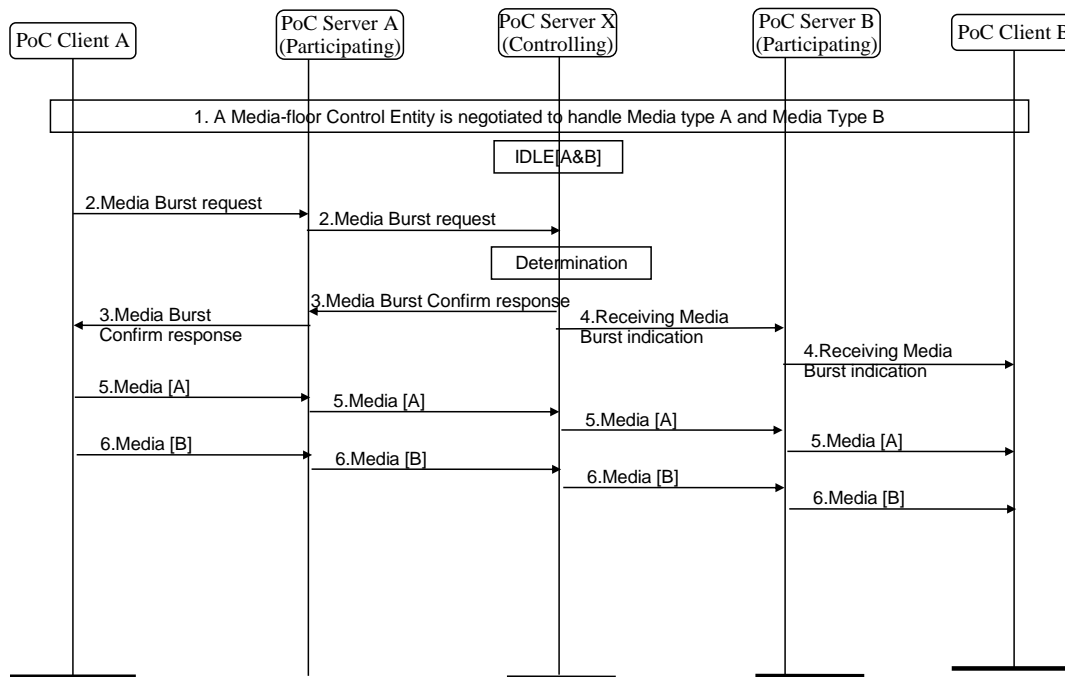 PoC Client A
PoC Server A
(Participating)
PoC Server X
(Controlling)
PoC Server B
(Participating)
PoC Client B
1. A Media-floor Control Entity is negotiated to handle Media type A and Media Type B
IDLE[A&B]
2.Media Burst request
2.Media Burst request
Determination
3.Media Burst Confirm response
3.Media Burst
Confirm response
4.Receiving Media
Burst indication
4.Receiving Media
Burst indication
5.Media [A]
5.Media [A]
5.Media [A]
5.Media [A]
6.Media [B]
6.Media [B]
6.Media [B]
6.Media [B]